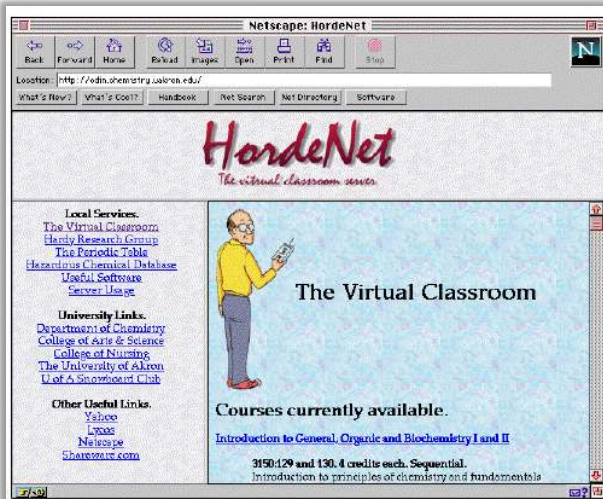 Netscape: HordeNet
Back Forward Home Reload Images Open Print Find Stop
N
Location: http://odin.chemistry.uakron.edu/
What's New? What's Cool? Handbook Net Search Net Directory Software
HordeNet
The vitrual classroom server
Local Services.
The Virtual Classroom
Hardy Research Group
The Periodic Table
Hazardous Chemical Database
Useful Software
Server Usage
University Links.
Department of Chemistry
College of Arts & Science
College of Nursing
The University of Akron
U of A Snowboard Club
Other Useful Links.
Yahoo
Lycos
Netscape
Shareware.com
The Virtual Classroom
Courses currently available.
Introduction to General, Organic and Biochemistry I and II
3150:129 and 130. 4 credits each. Sequential.
Introduction to principles of chemistry and fundamentals